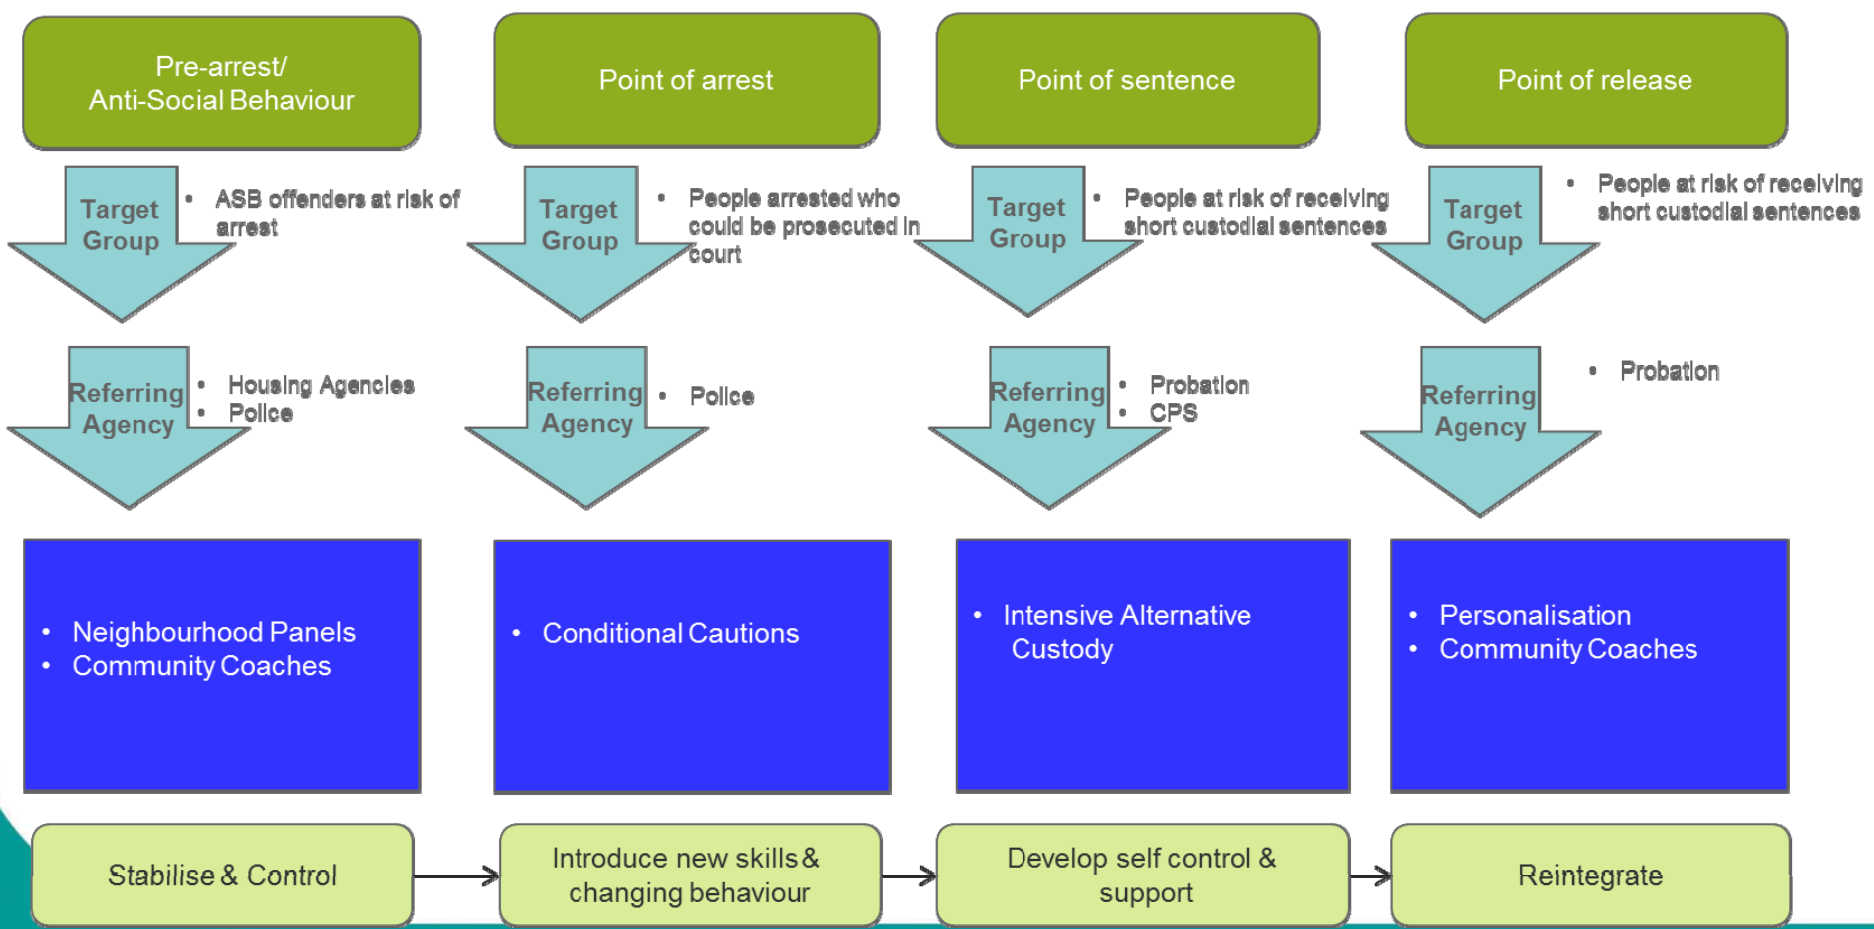 Pre-arrest/
Anti-Social Behaviour
Point of arrest
Point of sentence
Point of release
Target
Group
• ASB offenders at risk of
arrest
Target
Group
• People arrested who
could be prosecuted in
court
Target
Group
• People at risk of receiving
short custodial sentences
Target
Group
• People at risk of receiving
short custodial sentences
Referring
Agency
• Housing Agencies
• Police
Referring
Agency
• Police
Referring
Agency
• Probation
• CPS
Referring
Agency
• Probation
• Neighbourhood Panels
• Community Coaches
• Conditional Cautions
• Intensive Alternative
Custody
• Personalisation
• Community Coaches
Stabilise & Control
Introduce new skills &
changing behaviour
Develop self control &
support
Reintegrate